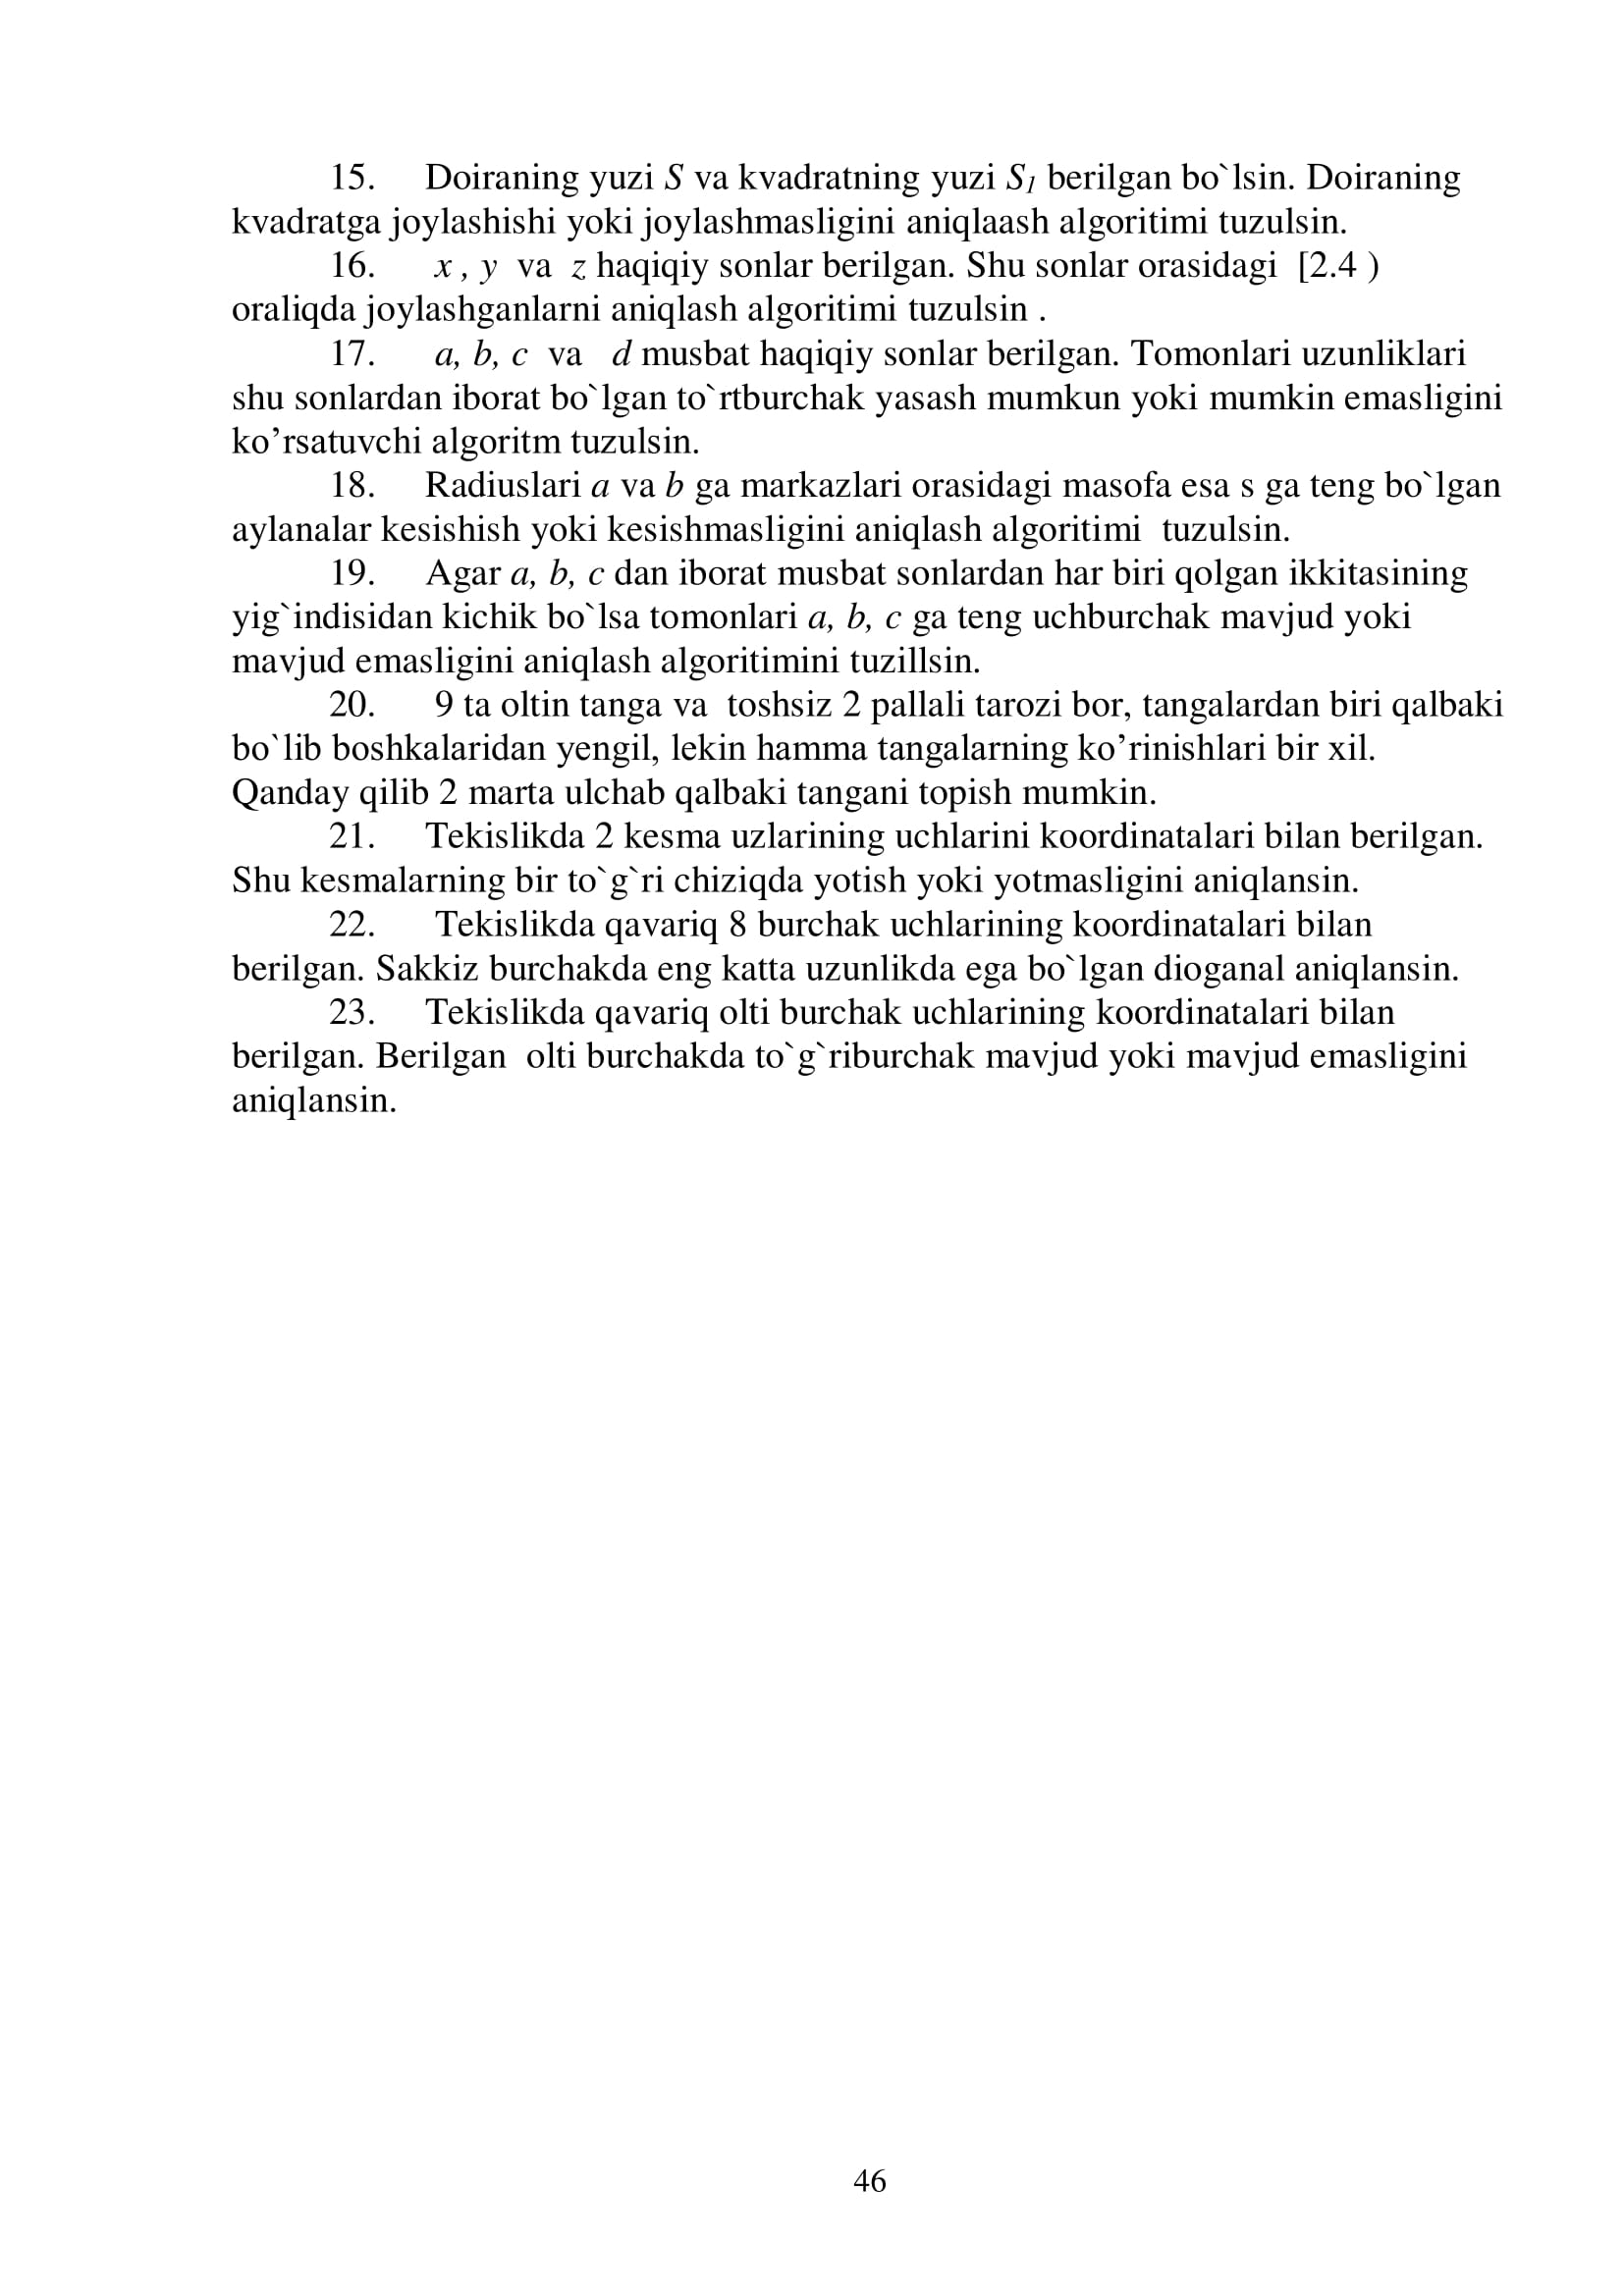 15. Doiraning yuzi S va kvadratning yuzi S1 berilgan bo`lsin. Doiraning
kvadratga joylashishi yoki joylashmasligini aniqlaash algoritimi tuzulsin.
16. x , y va z haqiqiy sonlar berilgan. Shu sonlar orasidagi [2.4 )
oraliqda joylashganlarni aniqlash algoritimi tuzulsin .
17. a, b, c va d musbat haqiqiy sonlar berilgan. Tomonlari uzunliklari
shu sonlardan iborat bo`lgan to`rtburchak yasash mumkun yoki mumkin emasligini
ko’rsatuvchi algoritm tuzulsin.
18. Radiuslari a va b ga markazlari orasidagi masofa esa s ga teng bo`lgan
aylanalar kesishish yoki kesishmasligini aniqlash algoritimi tuzulsin.
19. Agar a, b, c dan iborat musbat sonlardan har biri qolgan ikkitasining
yig`indisidan kichik bo`lsa tomonlari a, b, c ga teng uchburchak mavjud yoki
mavjud emasligini aniqlash algoritimini tuzillsin.
20. 9 ta oltin tanga va toshsiz 2 pallali tarozi bor, tangalardan biri qalbaki
bo`lib boshkalaridan yengil, lekin hamma tangalarning ko’rinishlari bir xil.
Qanday qilib 2 marta ulchab qalbaki tangani topish mumkin.
21. Tekislikda 2 kesma uzlarining uchlarini koordinatalari bilan berilgan.
Shu kesmalarning bir to`g`ri chiziqda yotish yoki yotmasligini aniqlansin.
22. Tekislikda qavariq 8 burchak uchlarining koordinatalari bilan
berilgan. Sakkiz burchakda eng katta uzunlikda ega bo`lgan dioganal aniqlansin.
23. Tekislikda qavariq olti burchak uchlarining koordinatalari bilan
berilgan. Berilgan olti burchakda to`g`riburchak mavjud yoki mavjud emasligini
aniqlansin.
46